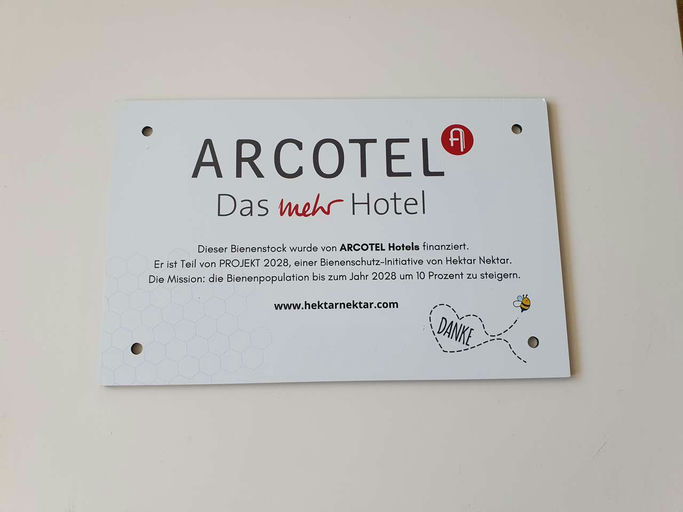 ARCOTEL A
Das mehr Hotel
Dieser Bienenstock wurde von ARCOTEL Hotels finanziert.
Er ist Teil von PROJEKT 2028, einer Bienenschutz-Initiative von Hektar Nektar.
Die Mission: die Bienenpopulation bis zum Jahr 2028 um 10 Prozent zu steigern.
www.hektarnektar.com
DANKE